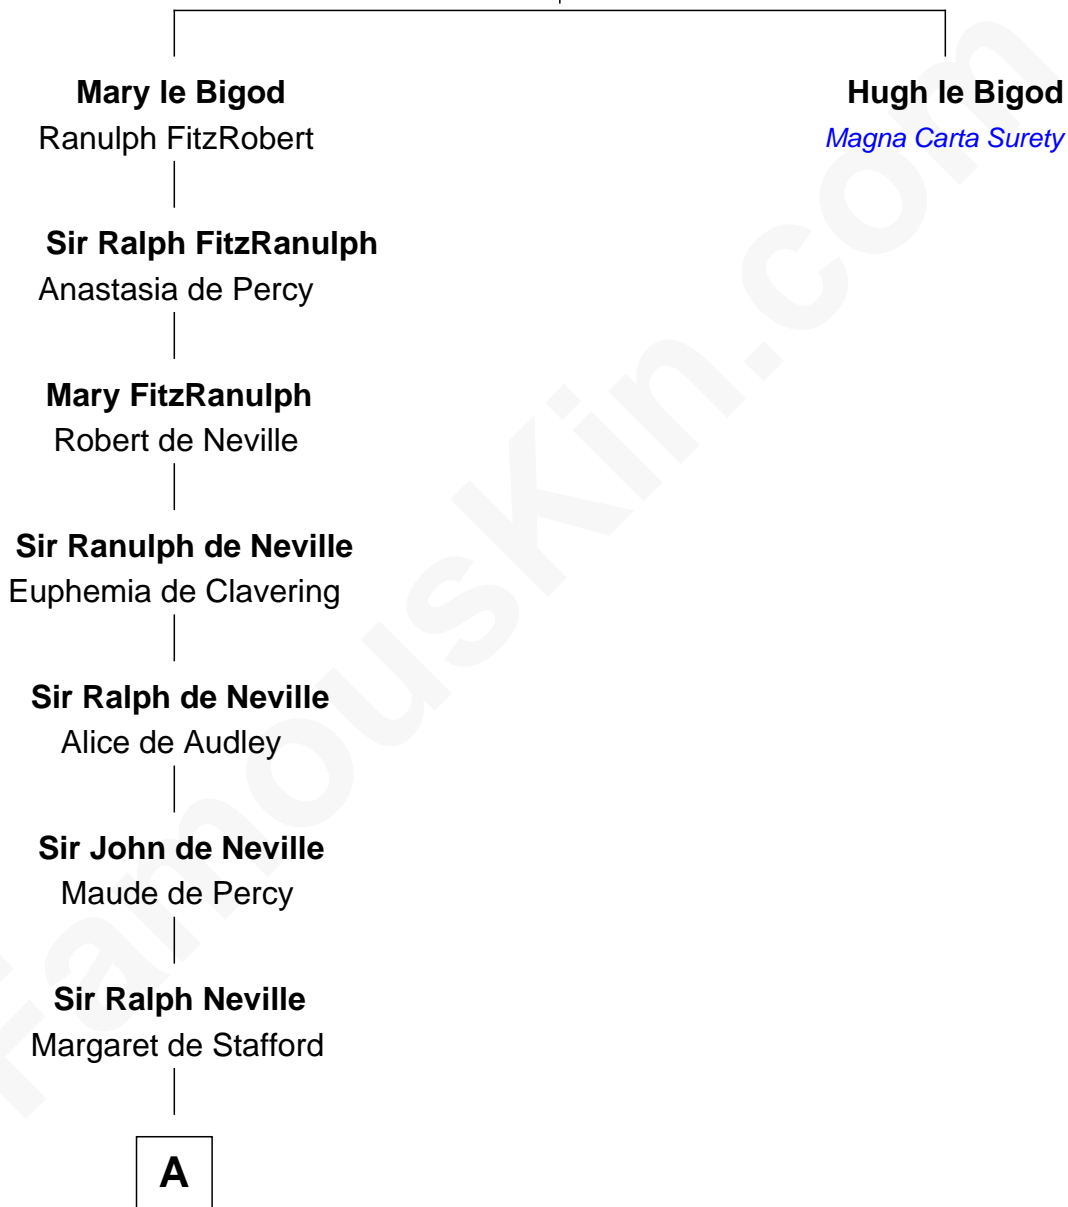 Mary le Bigod
Ranulph FitzRobert
Hugh le Bigod
Magna Carta Surety
Sir Ralph FitzRanulph
Anastasia de Percy
Mary FitzRanulph
Robert de Neville
Sir Ranulph de Neville
Euphemia de Clavering
Sir Ralph de Neville
Alice de Audley
Sir John de Neville
Maude de Percy
Sir Ralph Neville
Margaret de Stafford
A
FamousKin.com